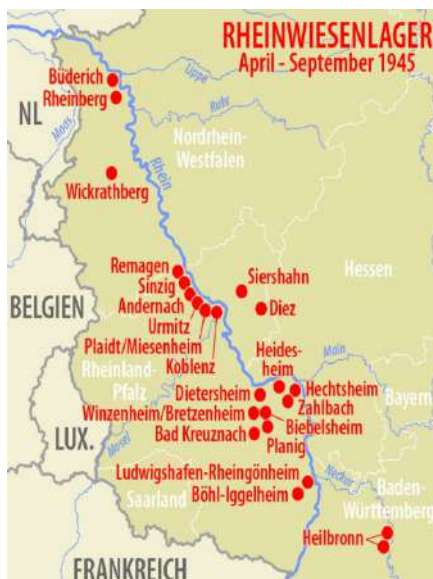 RHEINWIESENLAGER
April - September 1945
Büderich
Rheinberg
Lippe
Ruhr
NL
Maas
Nordrhein-
Westfalen
Rhein
Wickrathberg
Remagen
Sinzig
Andernach
Urmitz
Plaidt/Miesenheim
Koblenz
Siershahn
Diez
Hessen
BELGIEN
Rheinland-
Pfalz
Heides-
heim
Main
Dietersheim
Hechtsheim
Zahlbach
Bayern
Winzenheim/Bretzenheim
Biebelsheim
Bad Kreuznach
Planig
LUX.
Mosel
Ludwigshafen-Rheingönheim
Böhl-Iggelheim
Neckar
Baden-
Württemberg
Saarland
Heilbronn
FRANKREICH